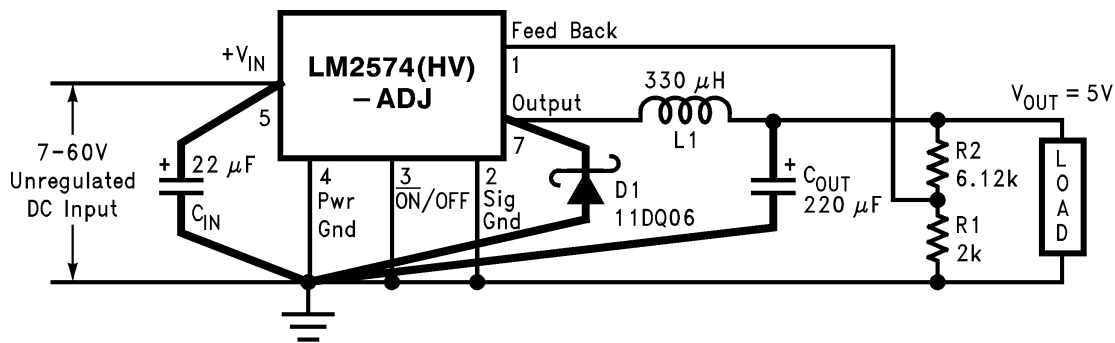 Feed Back
+VIN
LM2574(HV)
–ADJ
1
330 μH
VOUT = 5V
Output
5
7
L1
7–60V
Unregulated
DC Input
+ 22 μF
CIN
4
Pwr
Gnd
3
ON/OFF
2
Sig
Gnd
D1
11DQ06
+
COUT
220 μF
R2
6.12k
R1
2k
LOAD